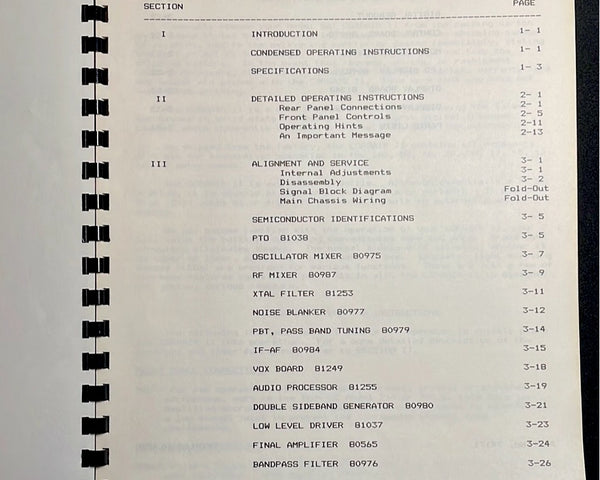 SECTION PAGE
I INTRODUCTION 1- 1
CONDENSED OPERATING INSTRUCTIONS 1- 1
SPECIFICATIONS 1- 3
II DETAILED OPERATING INSTRUCTIONS 2- 1
Rear Panel Connections 2- 1
Front Panel Controls 2- 5
Operating Hints 2-11
An Important Message 2-13
III ALIGNMENT AND SERVICE 3- 1
Internal Adjustments 3- 1
Disassembly 3- 2
Signal Block Diagram Fold-Out
Main Chassis Wiring Fold-Out
SEMICONDUCTOR IDENTIFICATIONS 3- 5
PTO 81038 3- 5
OSCILLATOR MIXER 80975 3- 7
RF MIXER 80987 3- 9
XTAL FILTER 81253 3-11
NOISE BLANKER 80977 3-12
PBT, PASS BAND TUNING 80979 3-14
IF-AF 80984 3-15
VOX BOARD 81249 3-18
AUDIO PROCESSOR 81255 3-19
DOUBLE SIDEBAND GENERATOR 80980 3-21
LOW LEVEL DRIVER 81037 3-23
FINAL AMPLIFIER 80565 3-24
BANDPASS FILTER 80976 3-26